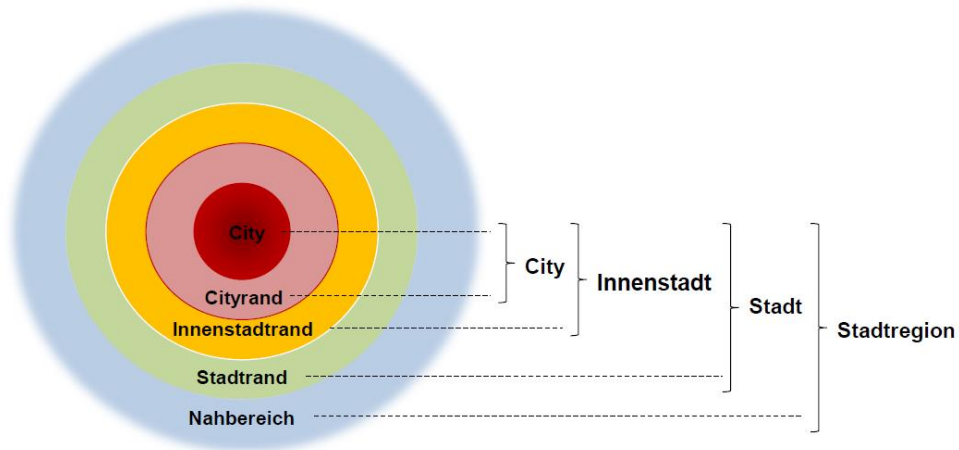 City
City
Innenstadt
Cityrand
Stadt
Innenstadtrand
Stadtregion
Stadtrand
Nahbereich